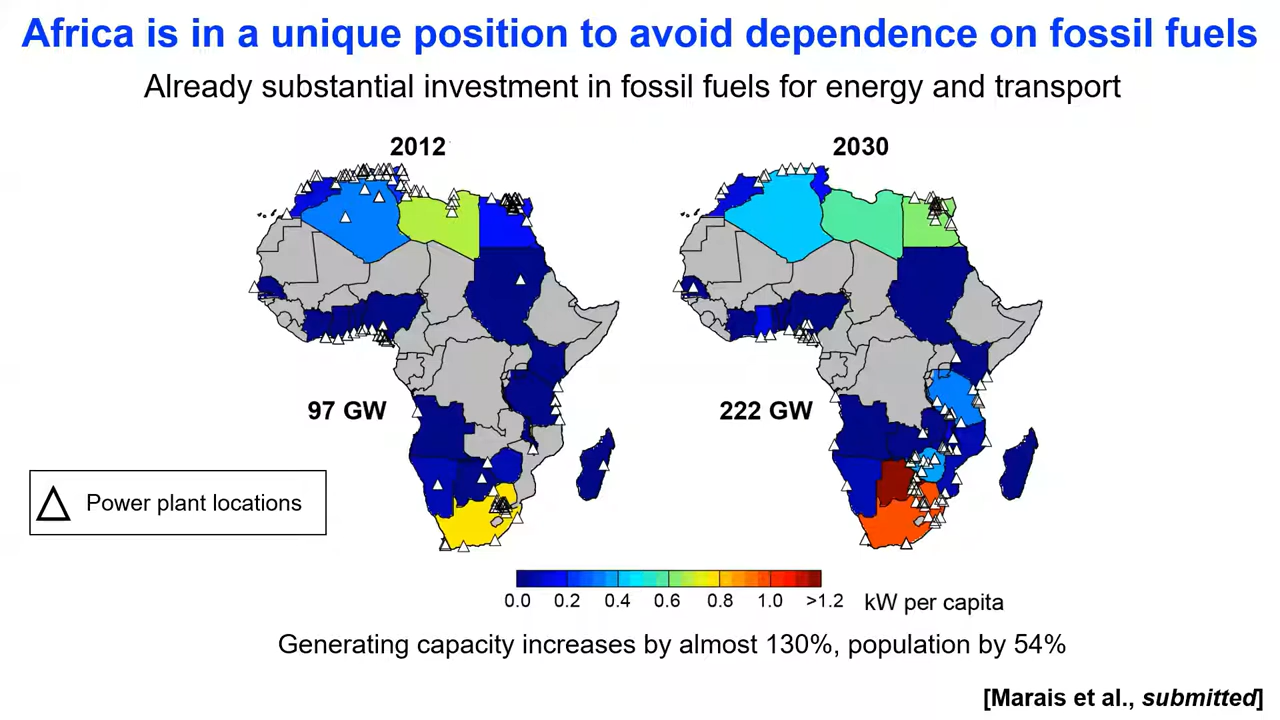 Africa is in a unique position to avoid dependence on fossil fuels
Already substantial investment in fossil fuels for energy and transport
2012
2030
97 GW
222 GW
Power plant locations
0.0 0.2 0.4 0.6 0.8 1.0 >1.2 kW per capita
Generating capacity increases by almost 130%, population by 54%
[Marais et al., submitted]